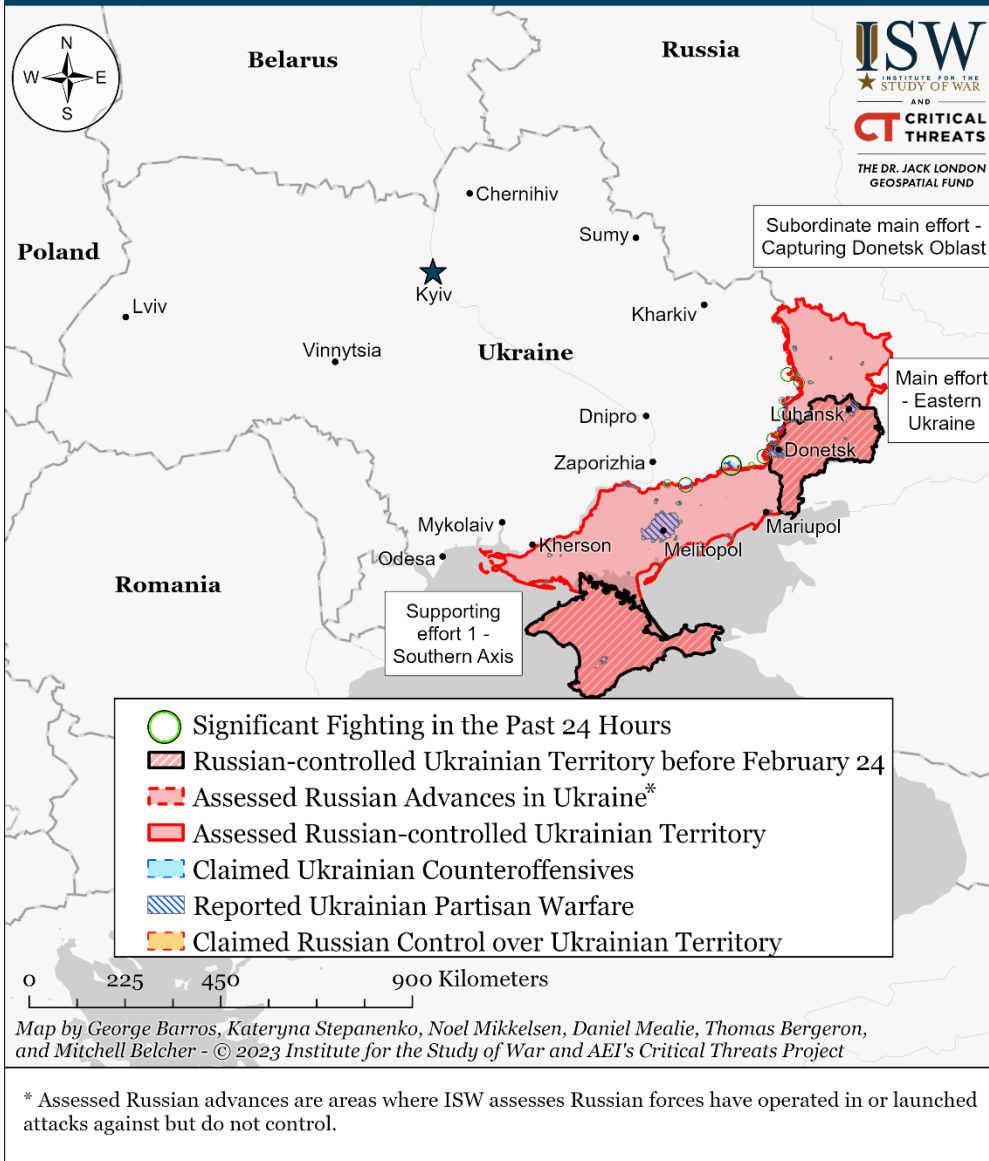 N
W E
S
Belarus
Russia
ISW
INSTITUTE FOR THE
STUDY OF WAR
AND
CT CRITICAL
THREATS
THE DR. JACK LONDON
GEOSPATIAL FUND
Chernihiv
Subordinate main effort -
Capturing Donetsk Oblast
Sumy
Poland
Kyiv
Lviv
Kharkiv
Vinnytsia
Ukraine
Main effort
- Eastern
Ukraine
Dnipro
Luhansk
Donetsk
Zaporizhia
Mykolaiv
Mariupol
Kherson
Melitopol
Odesa
Romania
Supporting
effort 1 -
Southern Axis
Significant Fighting in the Past 24 Hours
Russian-controlled Ukrainian Territory before February 24
Assessed Russian Advances in Ukraine*
Assessed Russian-controlled Ukrainian Territory
Claimed Ukrainian Counteroffensives
Reported Ukrainian Partisan Warfare
Claimed Russian Control over Ukrainian Territory
0 225 450 900 Kilometers
Map by George Barros, Kateryna Stepanenko, Noel Mikkelsen, Daniel Mealie, Thomas Bergeron,
and Mitchell Belcher - © 2023 Institute for the Study of War and AEI's Critical Threats Project
* Assessed Russian advances are areas where ISW assesses Russian forces have operated in or launched
attacks against but do not control.